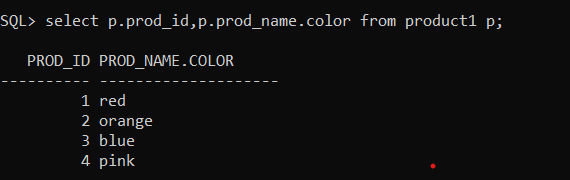 SQL> select p.prod_id,p.prod_name.color from product1 p;
PROD_ID PROD_NAME.COLOR
---------- --------------------
1 red
2 orange
3 blue
4 pink